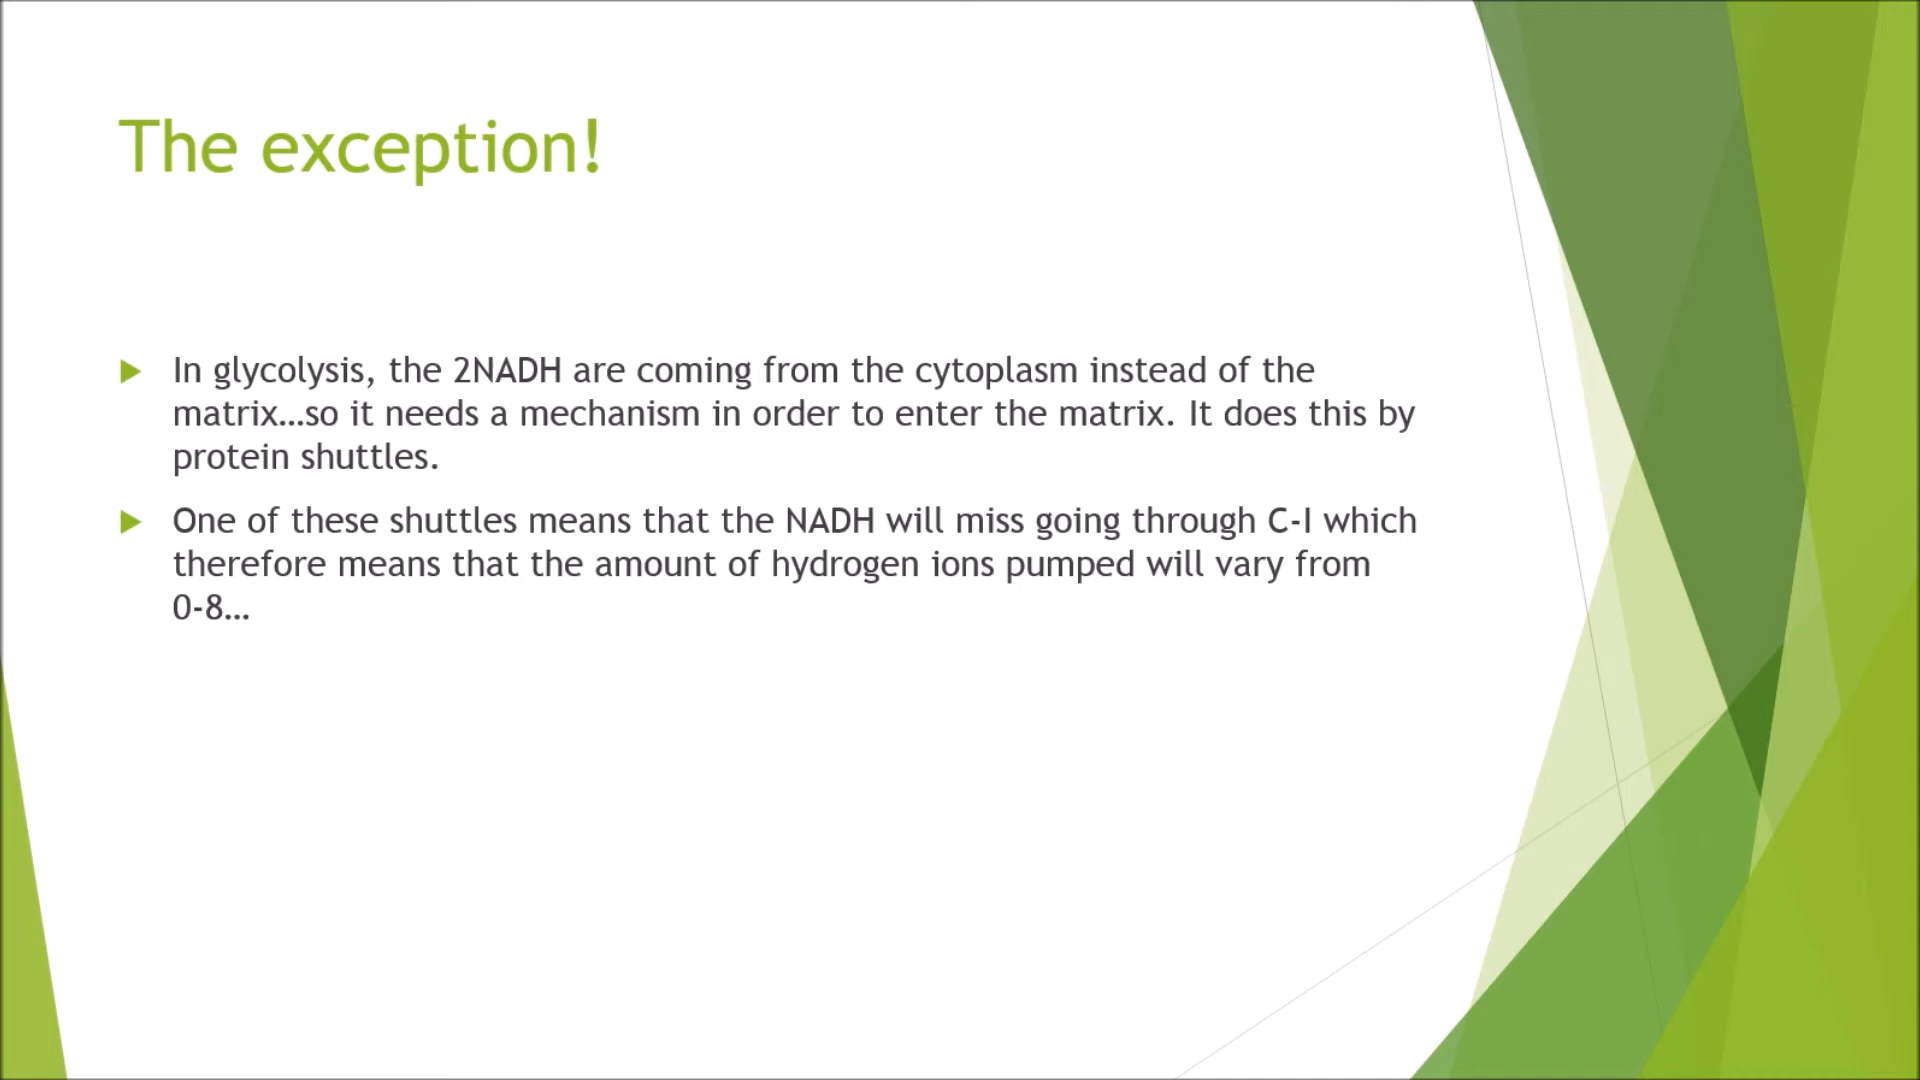 The exception!
In glycolysis, the 2NADH are coming from the cytoplasm instead of the
matrix…so it needs a mechanism in order to enter the matrix. It does this by
protein shuttles.
One of these shuttles means that the NADH will miss going through C-I which
therefore means that the amount of hydrogen ions pumped will vary from
0-8…